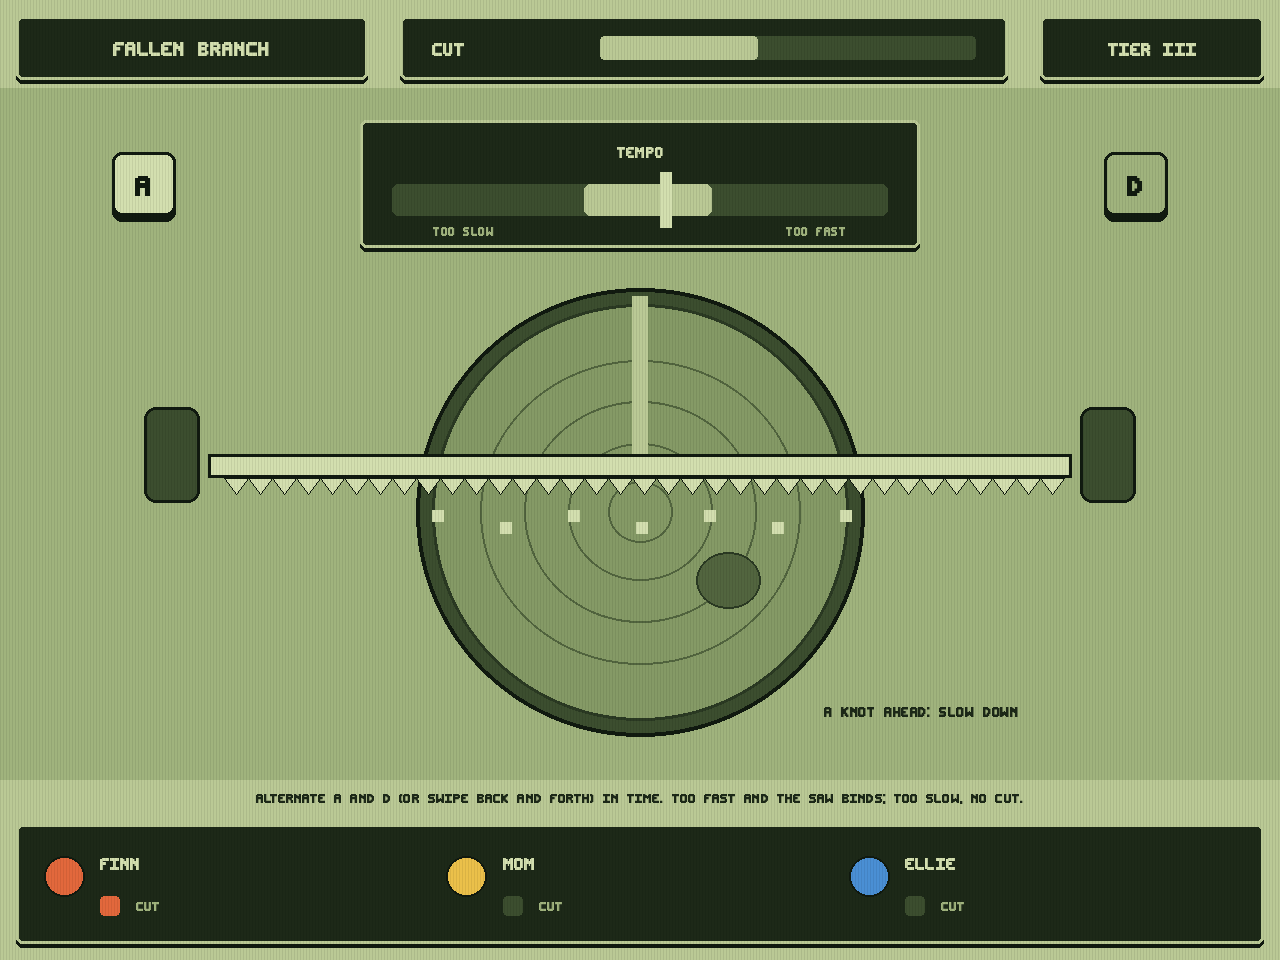 FALLEN BRANCH
CUT
TIER III
TEMPO
A
D
TOO SLOW
TOO FAST
A KNOT AHEAD: SLOW DOWN
ALTERNATE A AND D (OR SWIPE BACK AND FORTH) IN TIME. TOO FAST AND THE SAW BINDS; TOO SLOW, NO CUT.
FINN
MOM
ELLIE
CUT
CUT
CUT